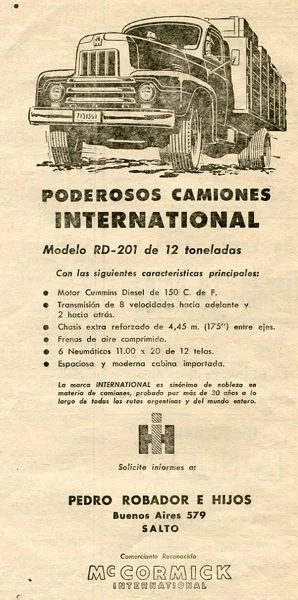 7151551
PODEROSOS CAMIONES
INTERNATIONAL
Modelo RD-201 de 12 toneladas
Con las siguientes características principales:
Motor Cummins Diesel de 150 C. de F.
Transmisión de 8 velocidades hacia adelante y
2 hacia atrás.
Chasis extra reforzado de 4,45 m. (175") entre ejes.
Frenos de aire comprimido.
6 Neumáticos 11.00 x 20 de 12 telas.
Espaciosa y moderna cabina importada.
La marca INTERNATIONAL es sinónimo de nobleza en
materia de camiones, probado por más de 30 años a lo
largo de todas las rutas argentinas y del mundo entero.
IH
Solicite informes a:
PEDRO ROBADOR E HIJOS
Buenos Aires 579
SALTO
Comerciante Reconocido
McCORMICK
INTERNATIONAL